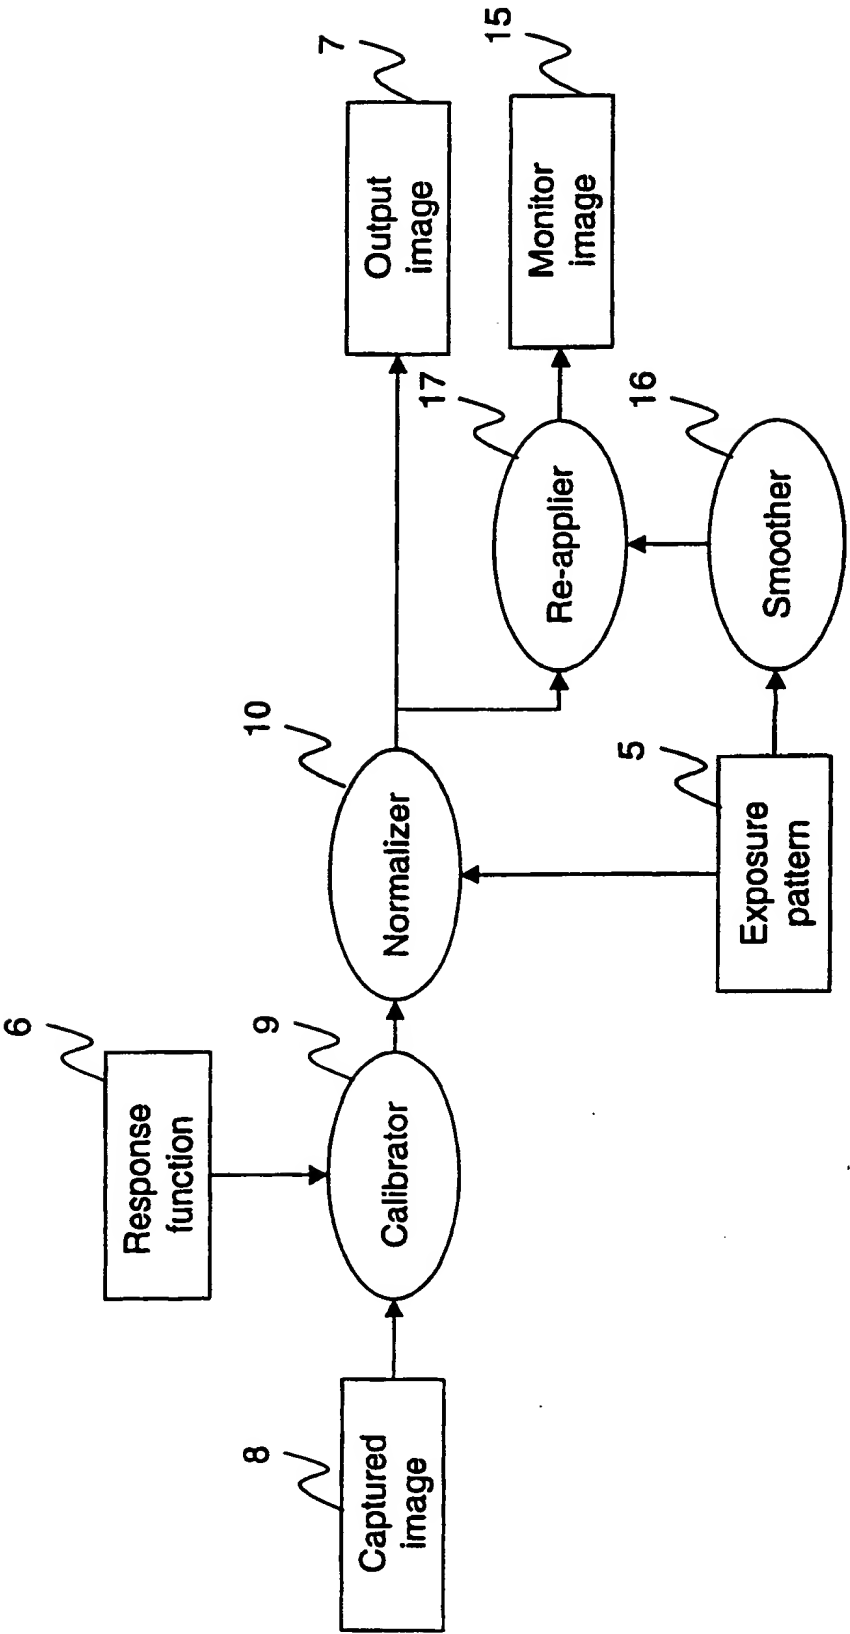 6
Response
function
8
Captured
image
9
Calibrator
10
Normalizer
7
Output
image
17
Re-applier
15
Monitor
image
5
Exposure
pattern
16
Smoother